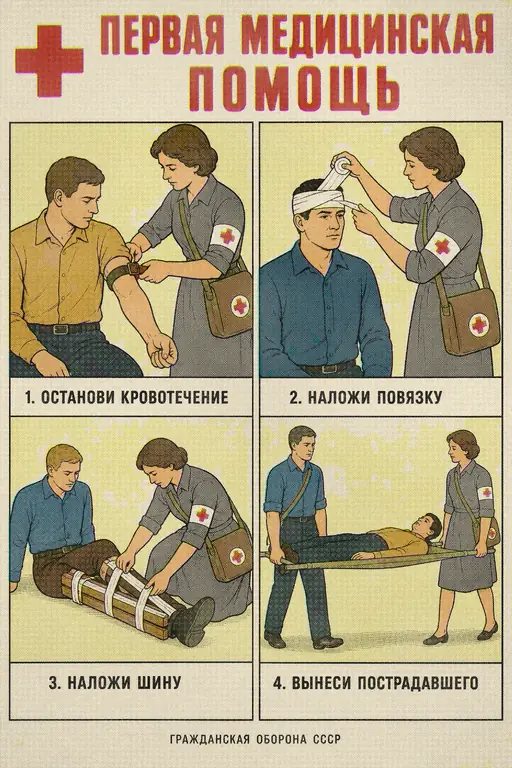 ПЕРВАЯ МЕДИЦИНСКАЯ
ПОМОЩЬ
1. ОСТАНОВИ КРОВОТЕЧЕНИЕ
2. НАЛОЖИ ПОВЯЗКУ
3. НАЛОЖИ ШИНУ
4. ВЫНЕСИ ПОСТРАДАВШЕГО
ГРАЖДАНСКАЯ ОБОРОНА СССР